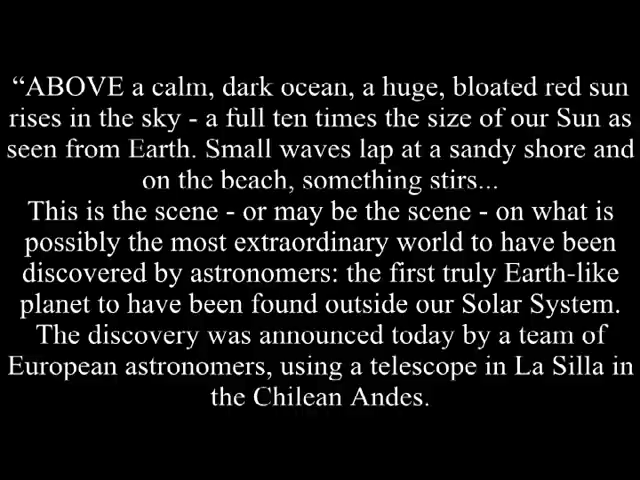 “ABOVE a calm, dark ocean, a huge, bloated red sun
rises in the sky - a full ten times the size of our Sun as
seen from Earth. Small waves lap at a sandy shore and
on the beach, something stirs...
This is the scene - or may be the scene - on what is
possibly the most extraordinary world to have been
discovered by astronomers: the first truly Earth-like
planet to have been found outside our Solar System.
The discovery was announced today by a team of
European astronomers, using a telescope in La Silla in
the Chilean Andes.